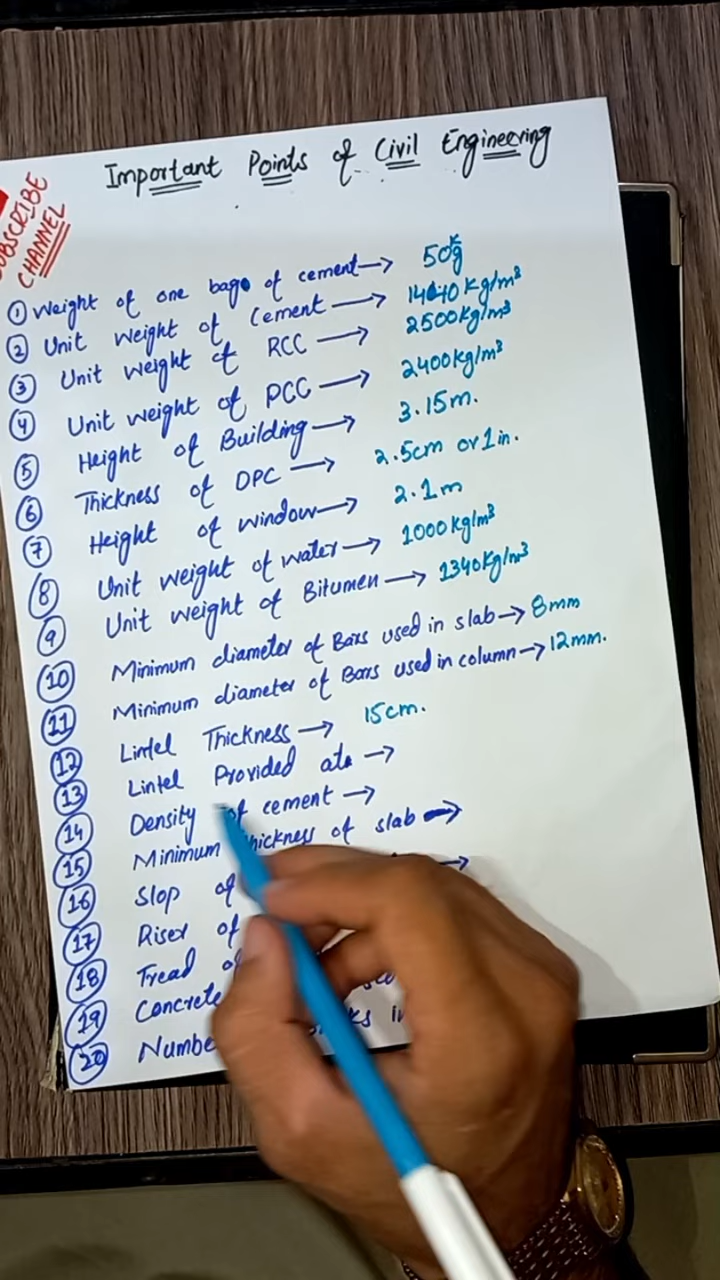 Important Points of Civil Engineering
SUBSCRIBE
CHANNEL
① Weight of one bag of cement → 50kg
② Unit weight of Cement → 1440 Kg/m³
③ Unit weight of RCC → 2500Kg/m³
④ Unit weight of PCC → 2400Kg/m³
⑤ Height of Building → 3.15m.
⑥ Thickness of DPC → 2.5cm or 1in.
⑦ Height of window → 2.1m
⑧ Unit weight of water → 1000kg/m³
⑨ Unit weight of Bitumen → 1340Kg/m³
⑩ Minimum diameter of Bars used in slab → 8mm
⑪ Minimum diameter of Bars used in column → 12mm.
⑫ Lintel Thickness → 15cm.
⑬ Lintel Provided at →
⑭ Density of cement →
⑮ Minimum thickness of slab →
⑯ Slop of →
⑰ Riser of
⑱ Tread
⑲ Concrete
⑳ in